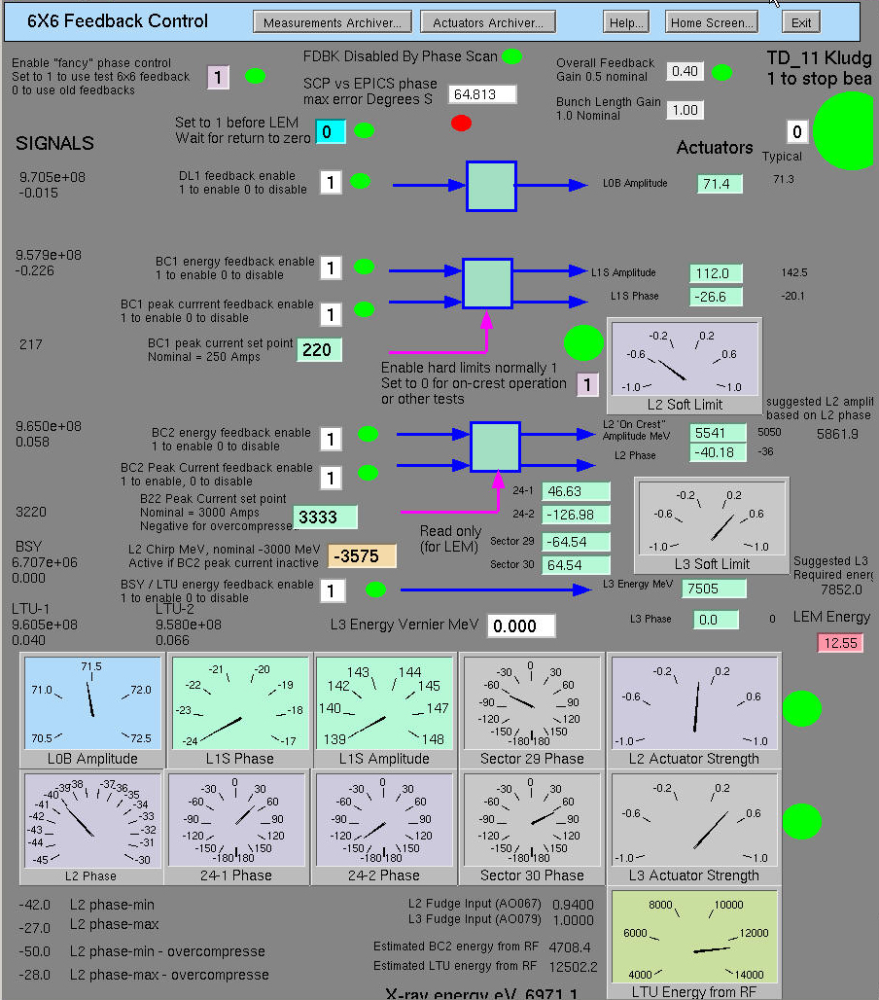 6X6 Feedback Control
Measurements Archiver...
Actuators Archiver...
Help...
Home Screen...
Exit
Enable "fancy" phase control
Set to 1 to use test 6x6 feedback
0 to use old feedbacks
1
FDBK Disabled By Phase Scan
SCP vs EPICS phase
max error Degrees S
64.813
Overall Feedback
Gain 0.5 nominal
0.40
Bunch Length Gain
1.0 Nominal
1.00
TD_11 Kludg
1 to stop bea
0
Set to 1 before LEM
Wait for return to zero
0
SIGNALS
Actuators
Typical
9.705e+08
-0.015
DL1 feedback enable
1 to enable 0 to disable
1
L0B Amplitude
71.4
71.3
9.579e+08
-0.226
BC1 energy feedback enable
1 to enable 0 to disable
1
L1S Amplitude
112.0
142.5
L1S Phase
-26.6
-20.1
BC1 peak currrent feedback enable
1 to enable 0 to disable
1
217
BC1 peak current set point
Nominal = 250 Amps
220
Enable hard limits normally 1
Set to 0 for on-crest operation
or other tests
1
-1.0
-0.6
-0.2
0.2
0.6
1.0
L2 Soft Limit
suggested L2 amplit
based on L2 phase
5861.9
9.650e+08
0.058
BC2 energy feedback enable
1 to enable 0 to disable
1
L2 "On Crest"
Amplitude MeV
5541
5050
L2 Phase
-40.18
-36
BC2 Peak Current feedback enable
1 to enable, 0 to disable
1
3220
B22 Peak Current set point
Nominal = 3000 Amps
Negative for overcompresse
3333
24-1
46.63
24-2
-126.98
Read only
(for LEM)
Sector 29
-64.54
Sector 30
64.54
-1.0
-0.6
-0.2
0.2
0.6
1.0
L3 Soft Limit
BSY
6.707e+06
0.000
L2 Chirp MeV, nominal -3000 MeV
Active if BC2 peak current inactive
-3575
Suggested L3
Required energ
7852.0
BSY / LTU energy feedback enable
1 to enable 0 to disable
1
L3 Energy MeV
7505
LTU-1
9.605e+08
0.040
LTU-2
9.580e+08
0.066
L3 Energy Vernier MeV
0.000
L3 Phase
0.0
0
LEM Energy
12.55
70.5
71.0
71.5
72.0
72.5
L0B Amplitude
-24
-23
-22
-21
-20
-19
-18
-17
L1S Phase
139
140
142
143
144
145
147
148
L1S Amplitude
-180
-150
-120
-90
-60
-30
0
30
60
90
120
150
180
Sector 29 Phase
-1.0
-0.6
-0.2
0.2
0.6
1.0
L2 Actuator Strength
-45
-44
-43
-42
-41
-40
-39
-38
-37
-36
-35
-34
-33
-32
-31
-30
L2 Phase
-180
-150
-120
-90
-60
-30
0
30
60
90
120
150
180
24-1 Phase
-180
-150
-120
-90
-60
-30
0
30
60
90
120
150
180
24-2 Phase
-180
-150
-120
-90
-60
-30
0
30
60
90
120
150
180
Sector 30 Phase
-1.0
-0.6
-0.2
0.2
0.6
1.0
L3 Actuator Strength
-42.0 L2 phase-min
-27.0 L2 phase-max
-50.0 L2 phase-min - overcompresse
-28.0 L2 phase-max - overcompresse
L2 Fudge Input (AO067) 0.9400
L3 Fudge Input (AO079) 1.0000
Estimated BC2 energy from RF 4708.4
Estimated LTU energy from RF 12502.2
X-ray energy eV 6971.1
4000
6000
8000
10000
12000
14000
LTU Energy from RF